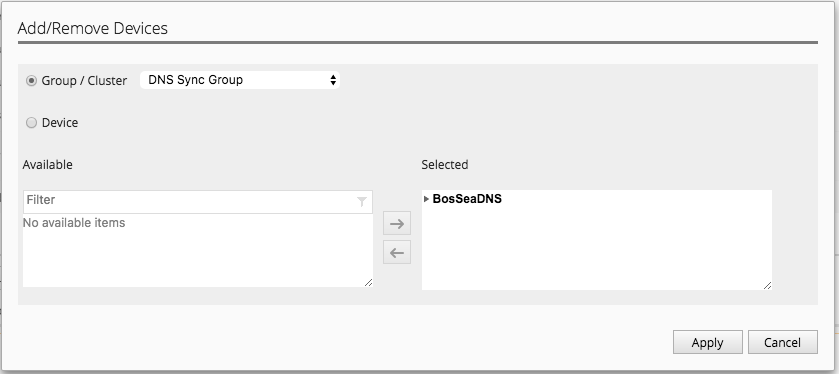 Add/Remove Devices
Group / Cluster DNS Sync Group
Device
Available Selected
Filter
BosSeaDNS
No available items
Apply Cancel